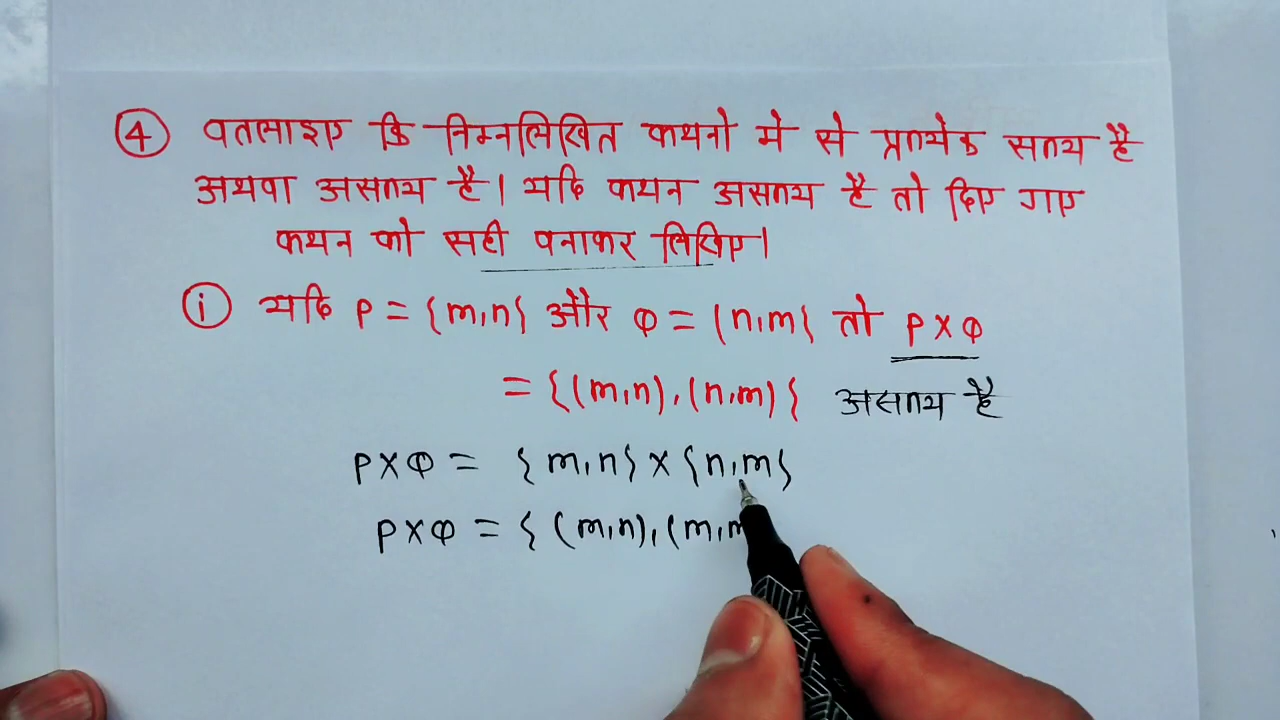 ④ बतलाइए कि निम्नलिखित कथनो मे से प्रत्येक सत्य है
अथवा असत्य है। यदि कथन असत्य है तो दिए गए
कथन को सही बनाकर लिखिए।
ⓘ यदि P = {m,n} और Q = {n,m} तो P×Q
= {(m,n),(n,m)} असत्य है
P×Q = {m,n}×{n,m}
P×Q = {(m,n),(m,m